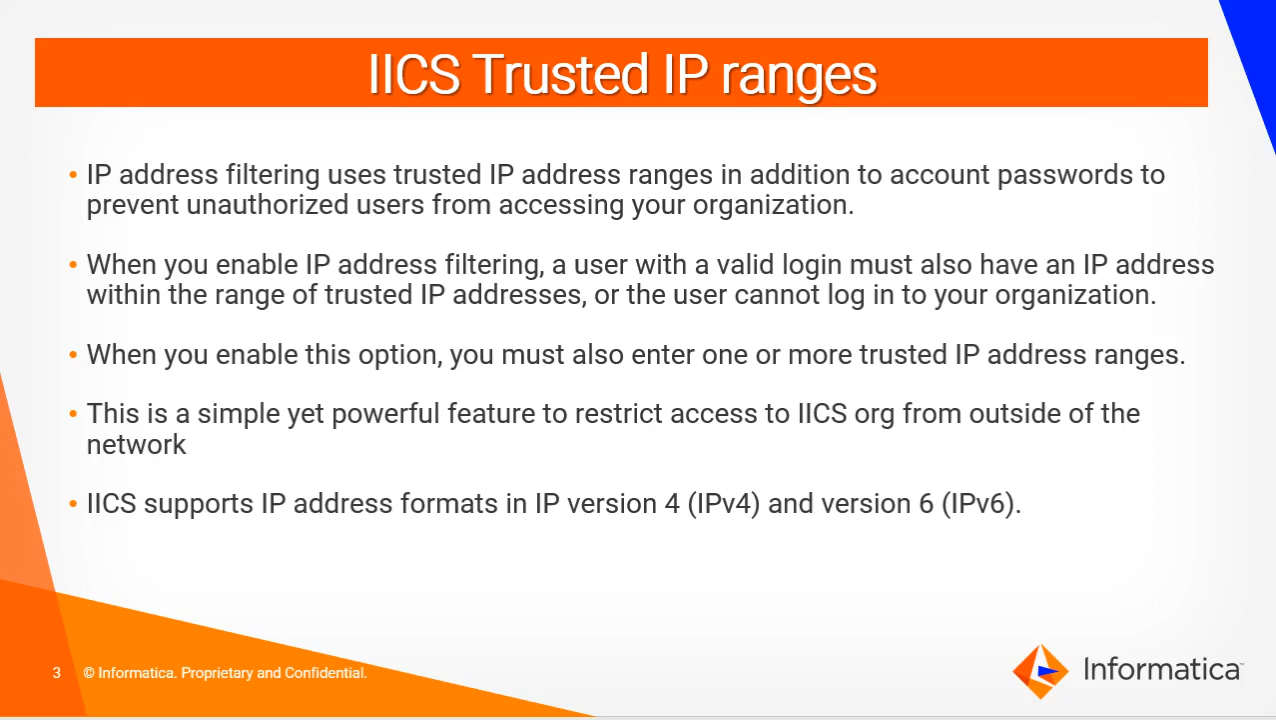 IICS Trusted IP ranges
• IP address filtering uses trusted IP address ranges in addition to account passwords to
prevent unauthorized users from accessing your organization.
• When you enable IP address filtering, a user with a valid login must also have an IP address
within the range of trusted IP addresses, or the user cannot log in to your organization.
• When you enable this option, you must also enter one or more trusted IP address ranges.
• This is a simple yet powerful feature to restrict access to IICS org from outside of the
network
• IICS supports IP address formats in IP version 4 (IPv4) and version 6 (IPv6).
3 © Informatica. Proprietary and Confidential.
Informatica™